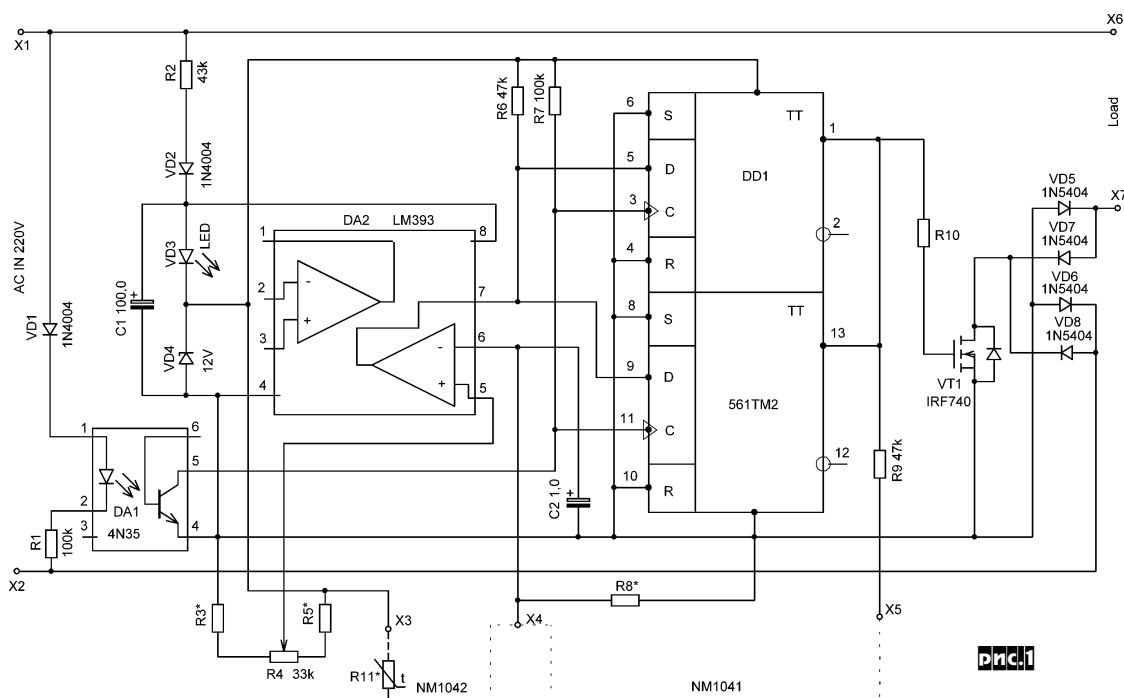 X1
X6
R2
43k
VD2
1N4004
AC IN 220V
VD1
1N4004
C1 100,0
+
VD3
LED
VD4
12V
DA2 LM393
1
2
3
4
8
7
6
5
-
+
-
+
R6 47k
R7 100k
6
S
TT
1
5
D
DD1
3
C
2
4
R
8
S
TT
13
9
D
561TM2
11
C
12
10
R
R10
R9 47k
VT1
IRF740
Load
VD5
1N5404
X7
VD7
1N5404
VD6
1N5404
VD8
1N5404
1
6
5
2
DA1
4N35
3
4
R1
100k
C2 1,0
+
X2
R3*
R4 33k
R5*
X3
R11*
t
NM1042
X4
R8*
NM1041
X5
рис.1